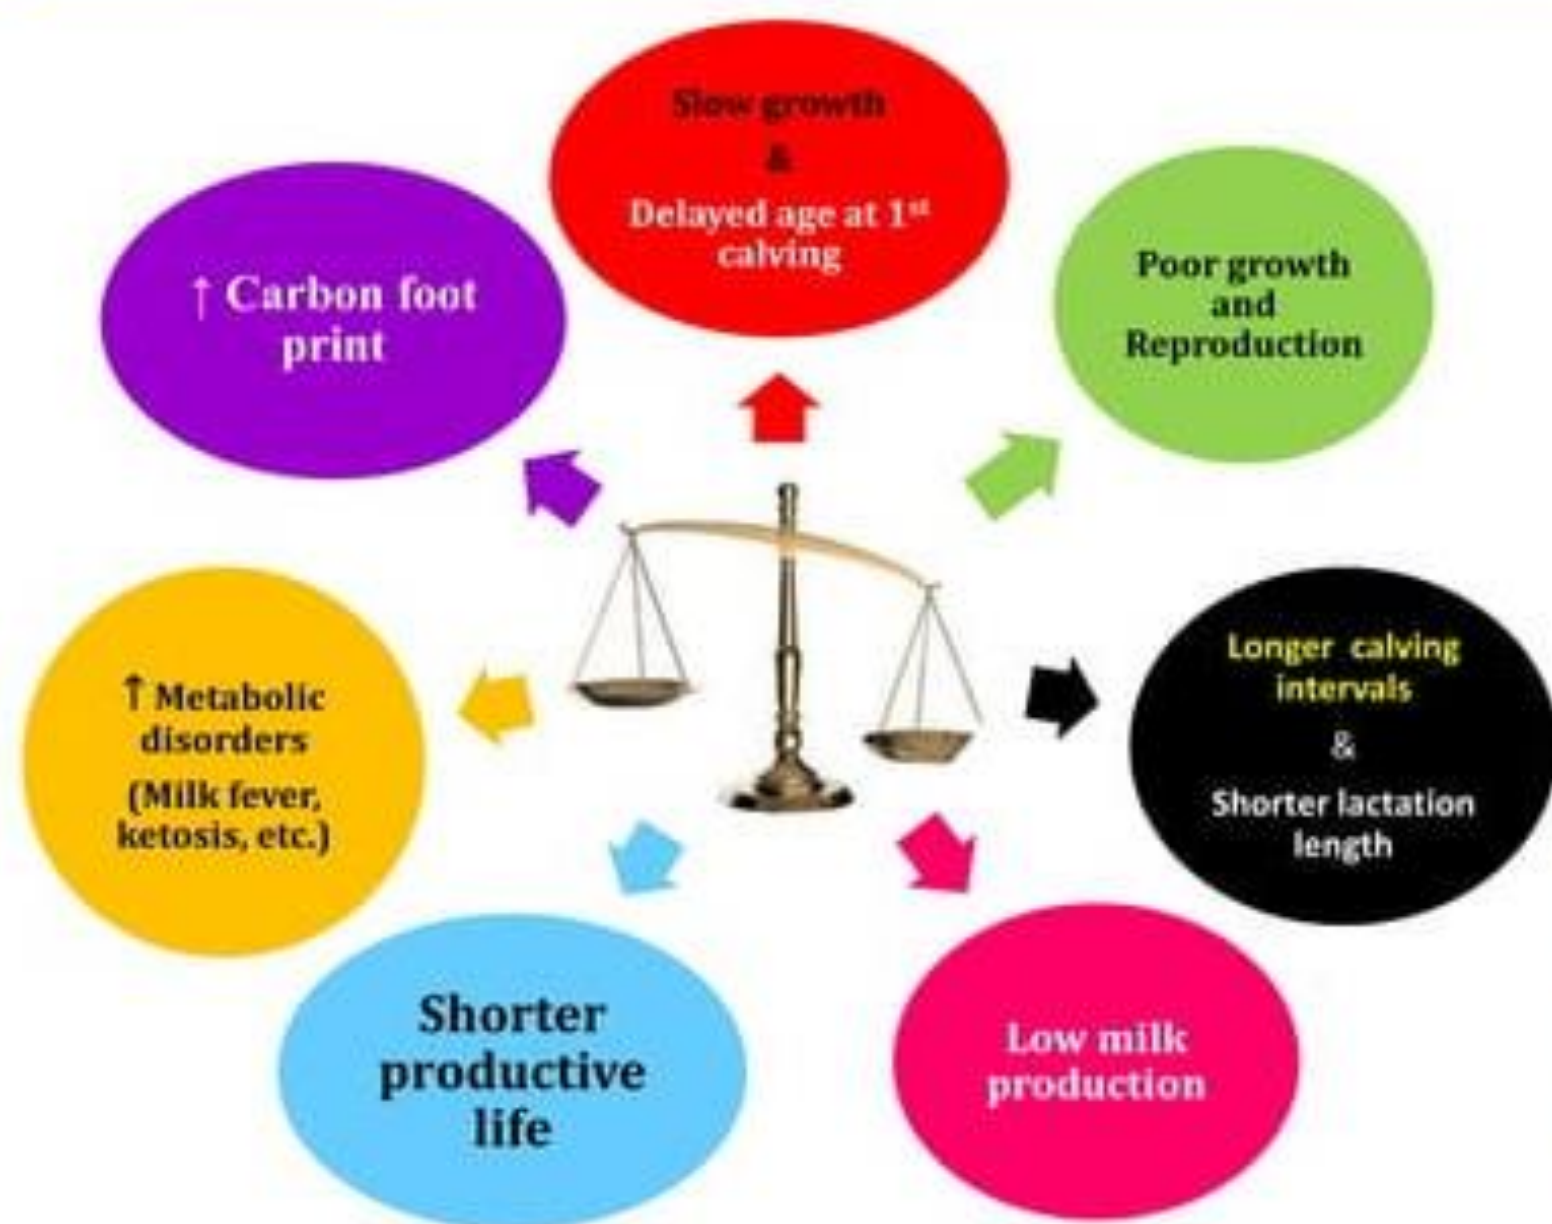 Slow growth
&
Delayed age at 1st
calving
Poor growth
and
Reproduction
Longer calving
intervals
&
Shorter lactation
length
Low milk
production
Shorter
productive
life
↑ Metabolic
disorders
(Milk fever,
ketosis, etc.)
↑ Carbon foot
print